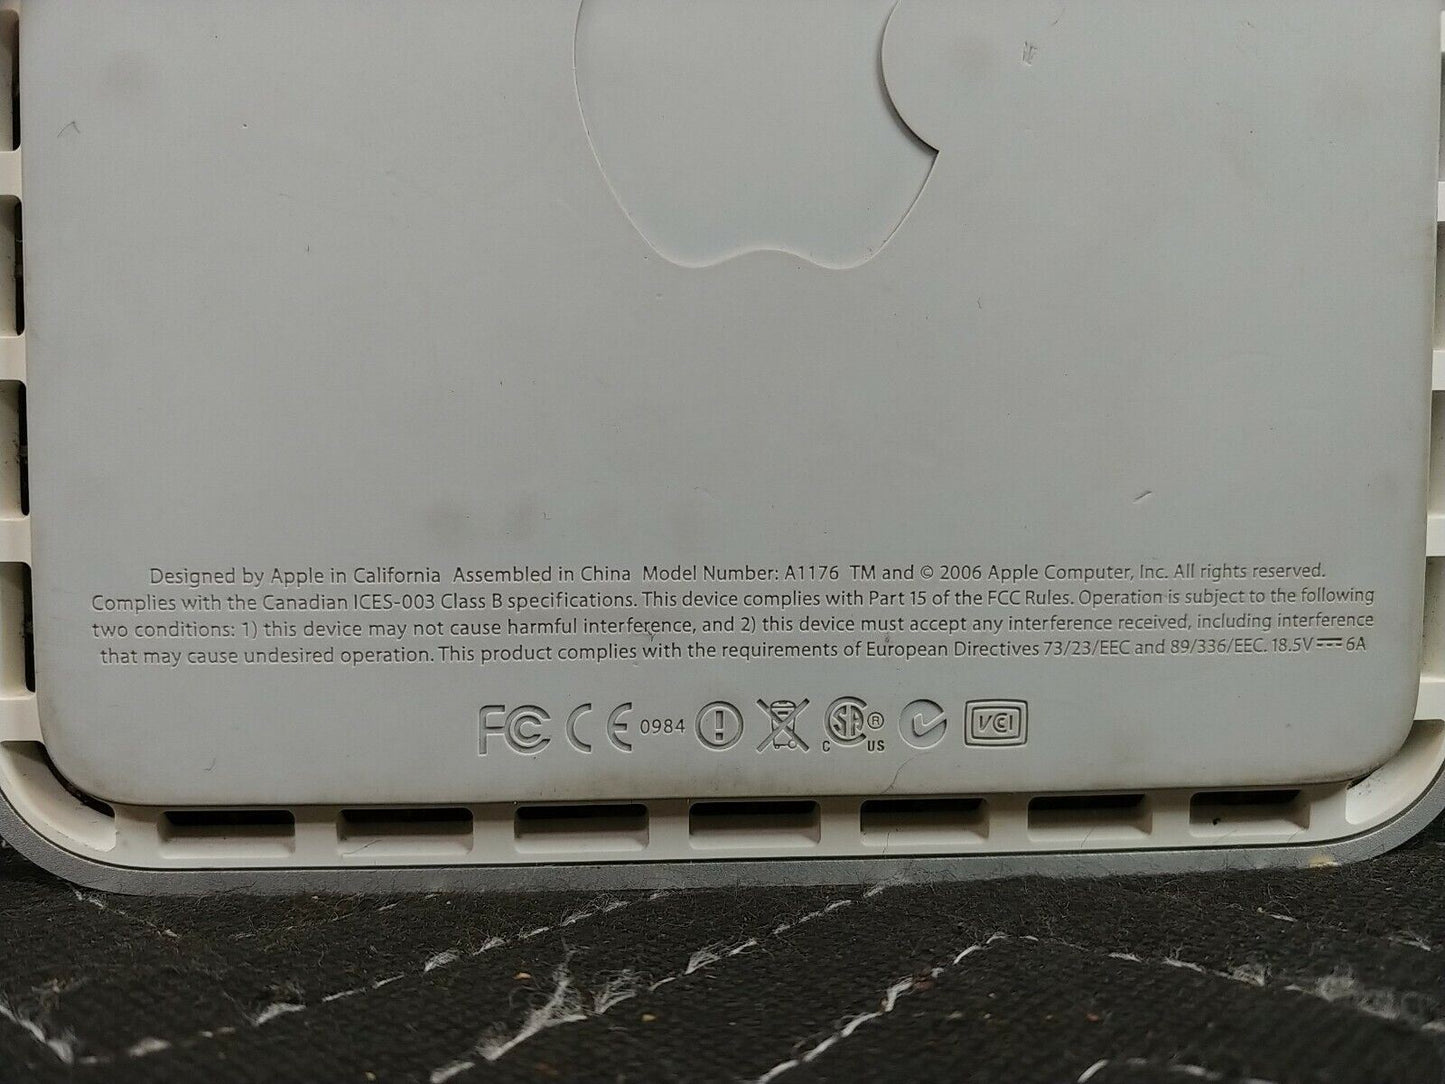 Designed by Apple in California Assembled in China Model Number: A1176 TM and © 2006 Apple Computer, Inc. All rights reserved.
Complies with the Canadian ICES-003 Class B specifications. This device complies with Part 15 of the FCC Rules. Operation is subject to the following
two conditions: 1) this device may not cause harmful interference, and 2) this device must accept any interference received, including interference
that may cause undesired operation. This product complies with the requirements of European Directives 73/23/EEC and 89/336/EEC. 18.5V⎓6A
FC CE 0984 ! C SA ® US VCI